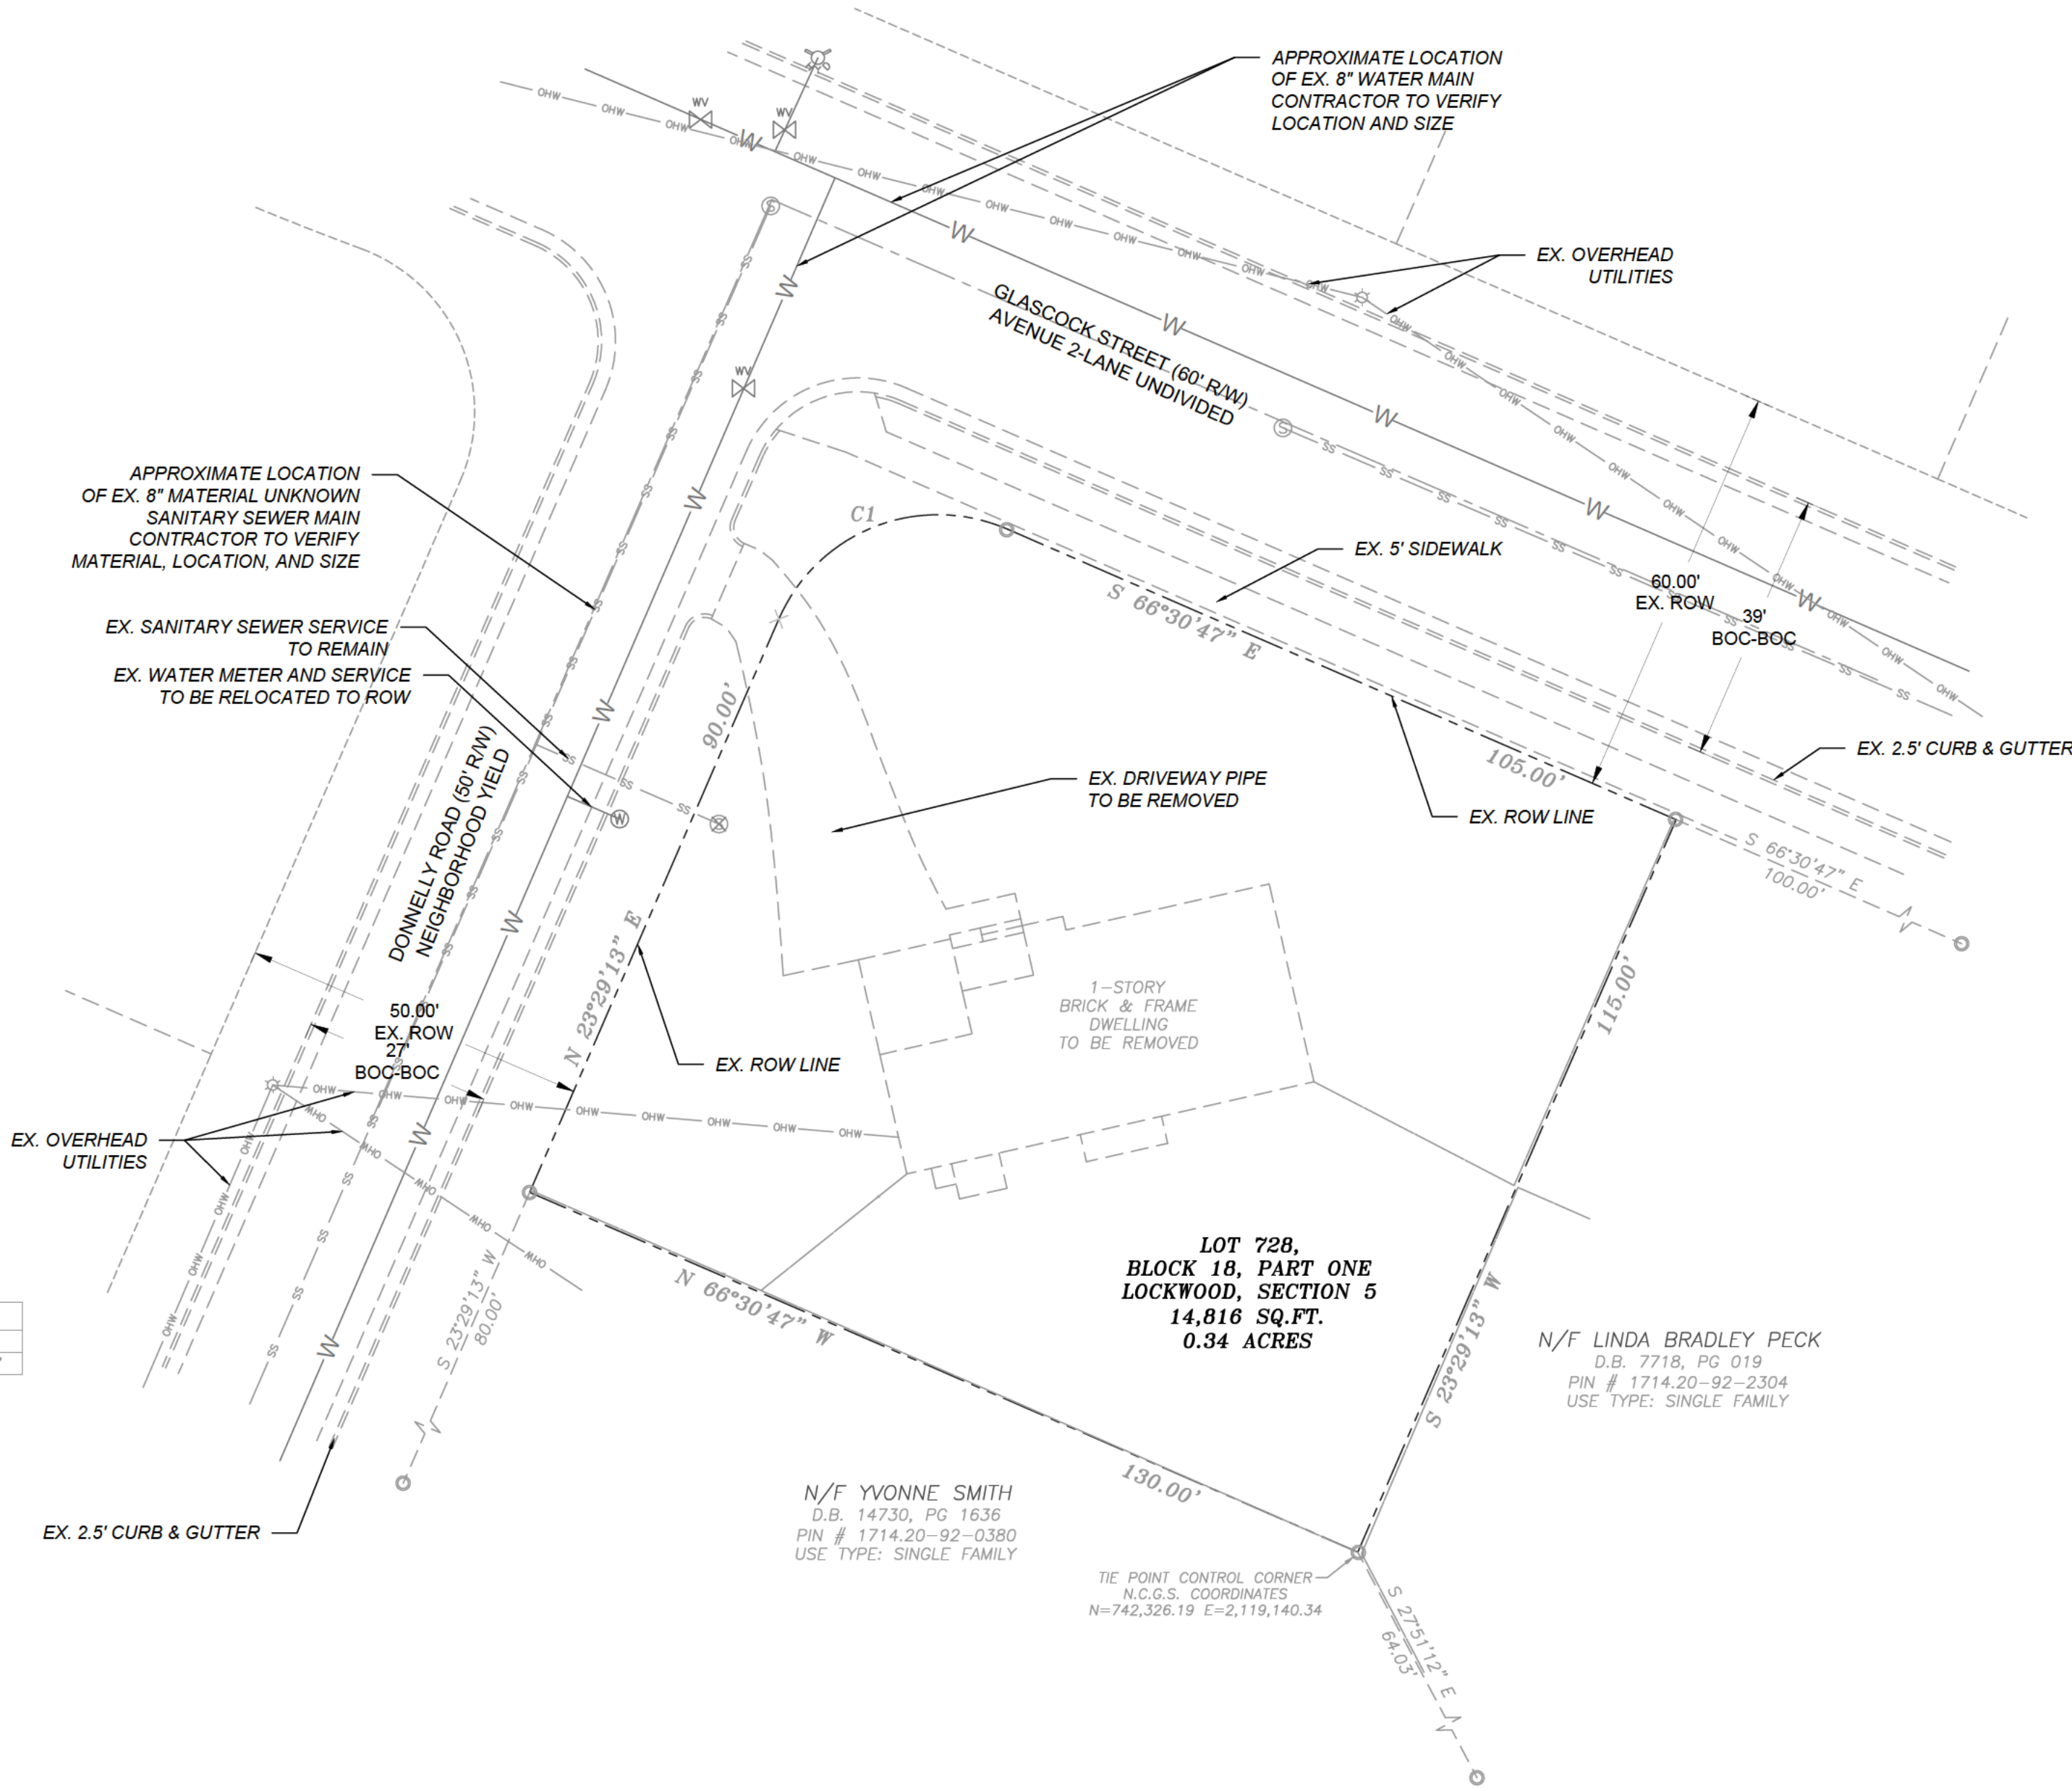 APPROXIMATE LOCATION
OF EX. 8" WATER MAIN
CONTRACTOR TO VERIFY
LOCATION AND SIZE
EX. OVERHEAD
UTILITIES
GLASCOCK STREET (60' R/W)
AVENUE 2-LANE UNDIVIDED
APPROXIMATE LOCATION
OF EX. 8" MATERIAL UNKNOWN
SANITARY SEWER MAIN
CONTRACTOR TO VERIFY
MATERIAL, LOCATION, AND SIZE
C1
EX. 5' SIDEWALK
S 66°30'47" E
105.00'
60.00'
EX. ROW
39'
BOC-BOC
EX. SANITARY SEWER SERVICE
TO REMAIN
EX. WATER METER AND SERVICE
TO BE RELOCATED TO ROW
90.00'
N 23°29'13" E
DONNELLY ROAD (50' R/W)
NEIGHBORHOOD YIELD
EX. DRIVEWAY PIPE
TO BE REMOVED
EX. ROW LINE
EX. 2.5' CURB & GUTTER
S 66°30'47" E
100.00'
1-STORY
BRICK & FRAME
DWELLING
TO BE REMOVED
115.00'
S 23°29'13" W
50.00'
EX. ROW
27'
BOC-BOC
EX. ROW LINE
EX. OVERHEAD
UTILITIES
S 23°29'13" W
80.00'
N 66°30'47" W
130.00'
LOT 728,
BLOCK 18, PART ONE
LOCKWOOD, SECTION 5
14,816 SQ.FT.
0.34 ACRES
N/F LINDA BRADLEY PECK
D.B. 7718, PG 019
PIN # 1714.20-92-2304
USE TYPE: SINGLE FAMILY
N/F YVONNE SMITH
D.B. 14730, PG 1636
PIN # 1714.20-92-0380
USE TYPE: SINGLE FAMILY
EX. 2.5' CURB & GUTTER
TIE POINT CONTROL CORNER
N.C.G.S. COORDINATES
N=742,326.19 E=2,119,140.34
S 27°51'12" E
64.03'
WV
WV
WV
OHW
W
SS
S